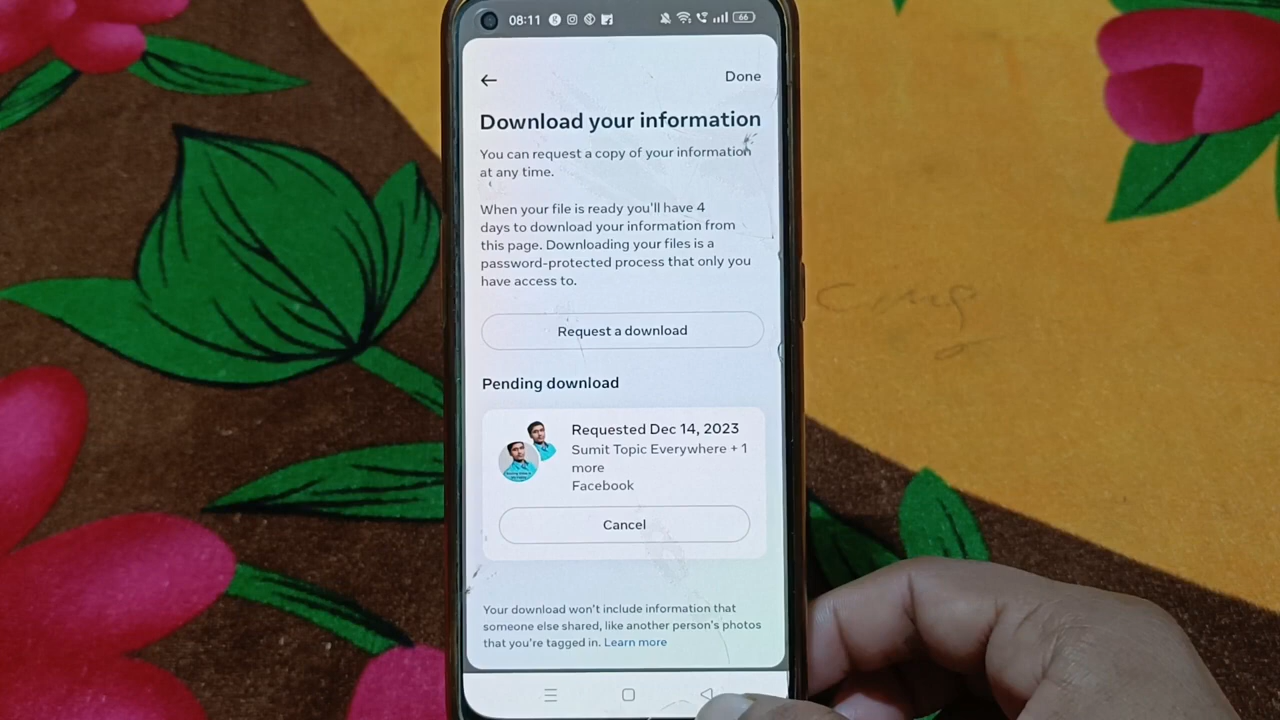 08:11
66
Done
Download your information
You can request a copy of your information
at any time.
When your file is ready you'll have 4
days to download your information from
this page. Downloading your files is a
password-protected process that only you
have access to.
Request a download
Pending download
Requested Dec 14, 2023
Sumit Topic Everywhere + 1
more
Facebook
Cancel
Your download won't include information that
someone else shared, like another person's photos
that you're tagged in. Learn more